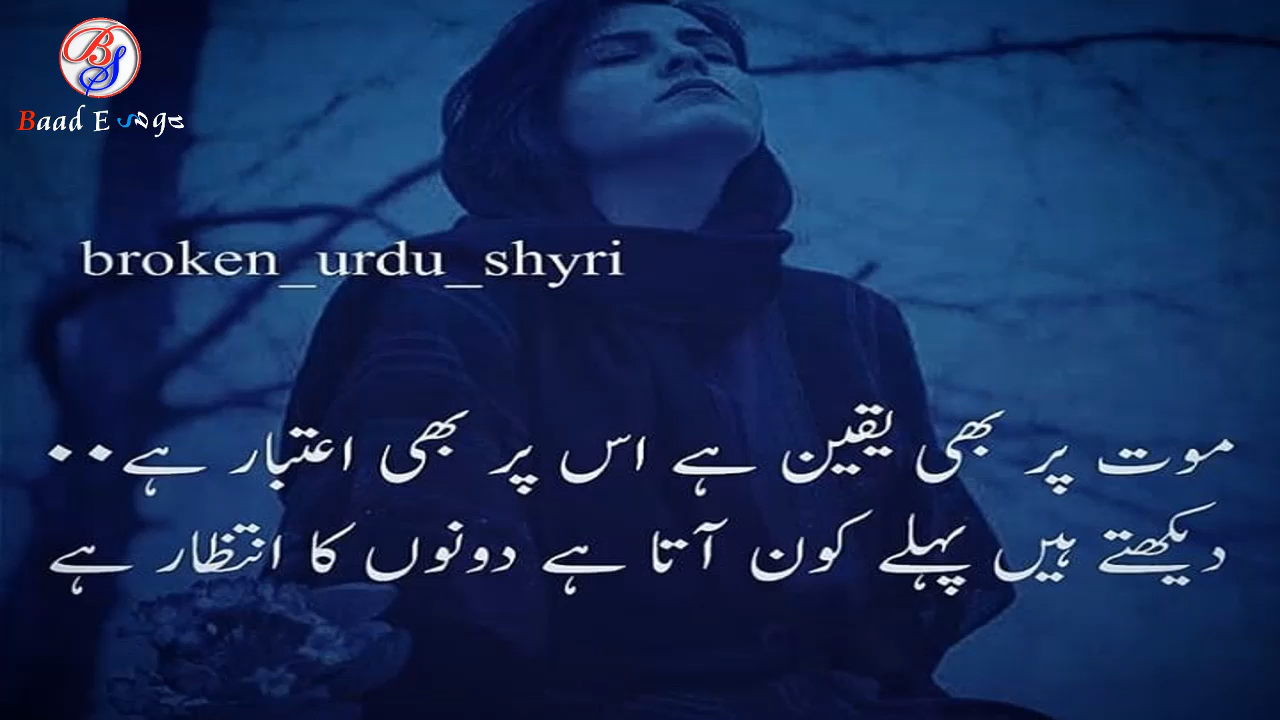 BS
Baad E
broken_urdu_shyri
موت پر بھی یقین ہے اس پر بھی اعتبار ہے۔۔
دیکھتے ہیں پہلے کون آتا ہے دونوں کا انتظار ہے